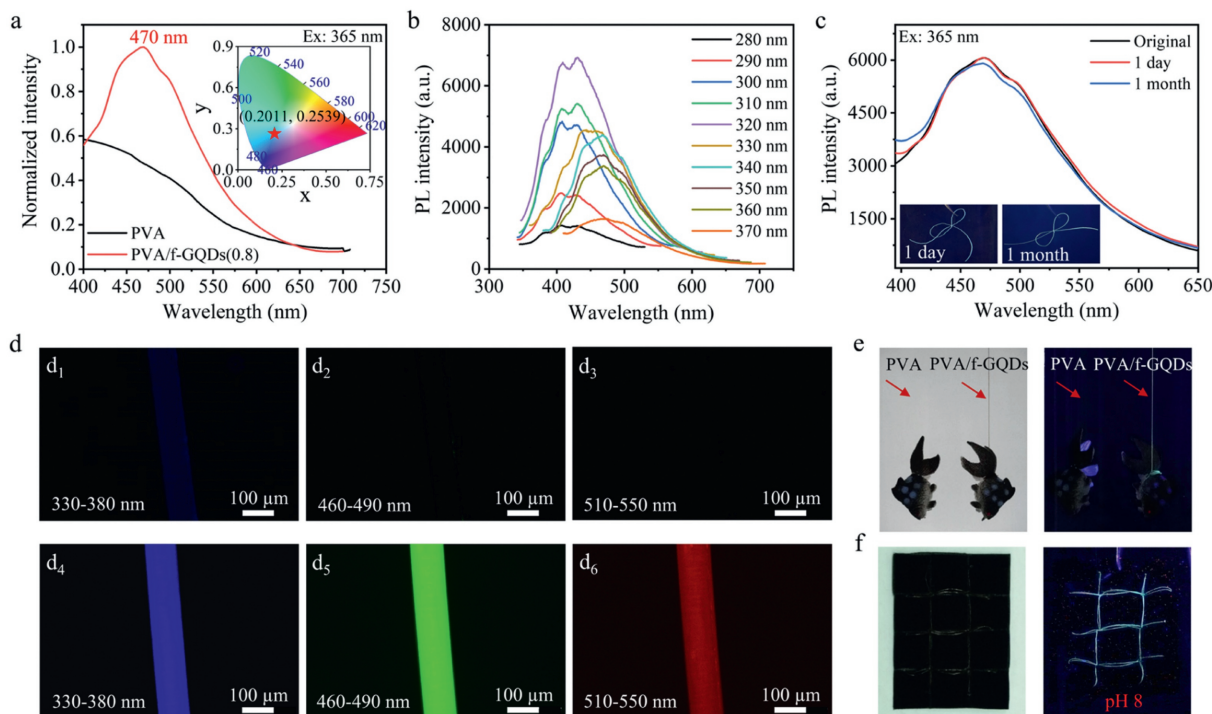 a
470 nm
Ex: 365 nm
Normalized intensity
1.0
0.8
0.6
0.4
0.2
0.0
400 450 500 550 600 650 700 750
Wavelength (nm)
PVA
PVA/f-GQDs(0.8)
y
0.9
0.6
0.3
0.0
0.00 0.25 0.50 0.75
x
520
540
560
500
580
600
620
480
460
(0.2011, 0.2539)
b
PL intensity (a.u.)
8000
7000
6000
5000
4000
3000
2000
1000
0
300 400 500 600 700
Wavelength (nm)
280 nm
290 nm
300 nm
310 nm
320 nm
330 nm
340 nm
350 nm
360 nm
370 nm
c
Ex: 365 nm
PL intensity (a.u.)
7500
6000
4500
3000
1500
400 450 500 550 600 650
Wavelength (nm)
Original
1 day
1 month
1 day
1 month
d
d1
330-380 nm
100 µm
d2
460-490 nm
100 µm
d3
510-550 nm
100 µm
d4
330-380 nm
100 µm
d5
460-490 nm
100 µm
d6
510-550 nm
100 µm
e
PVA PVA/f-GQDs
PVA PVA/f-GQDs
f
pH 8